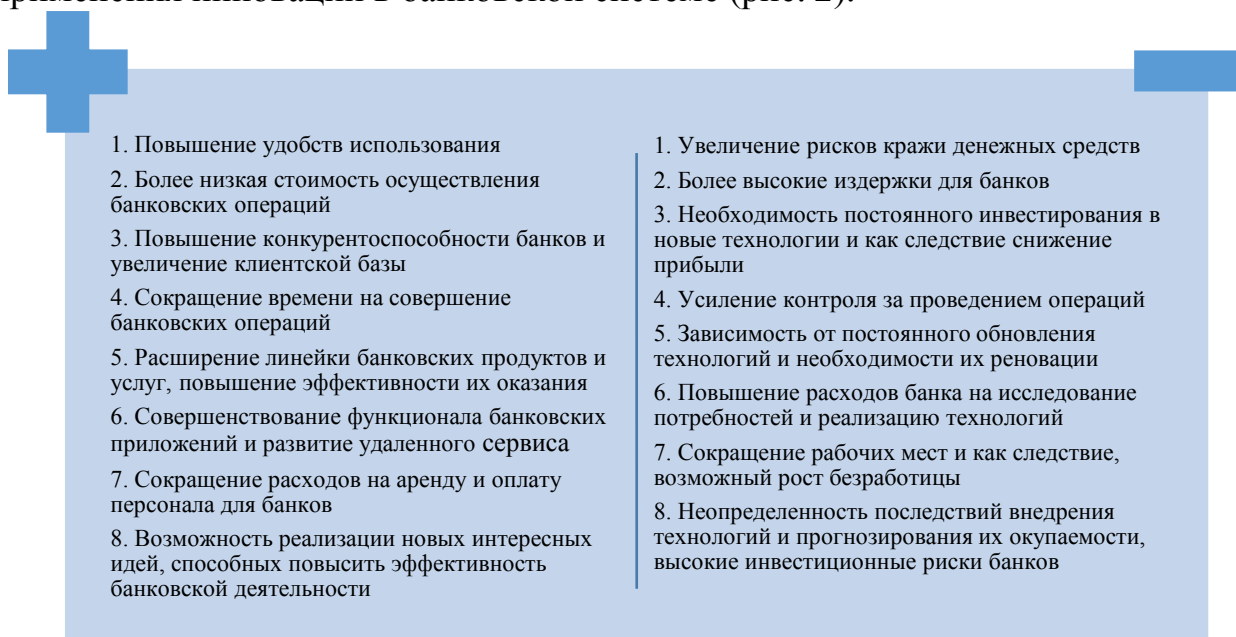 применения инноваций в банковской системе (рис. 2).
1. Повышение удобств использования
2. Более низкая стоимость осуществления
банковских операций
3. Повышение конкурентоспособности банков и
увеличение клиентской базы
4. Сокращение времени на совершение
банковских операций
5. Расширение линейки банковских продуктов и
услуг, повышение эффективности их оказания
6. Совершенствование функционала банковских
приложений и развитие удаленного сервиса
7. Сокращение расходов на аренду и оплату
персонала для банков
8. Возможность реализации новых интересных
идей, способных повысить эффективность
банковской деятельности
1. Увеличение рисков кражи денежных средств
2. Более высокие издержки для банков
3. Необходимость постоянного инвестирования в
новые технологии и как следствие снижение
прибыли
4. Усиление контроля за проведением операций
5. Зависимость от постоянного обновления
технологий и необходимости их реновации
6. Повышение расходов банка на исследование
потребностей и реализацию технологий
7. Сокращение рабочих мест и как следствие,
возможный рост безработицы
8. Неопределенность последствий внедрения
технологий и прогнозирования их окупаемости,
высокие инвестиционные риски банков